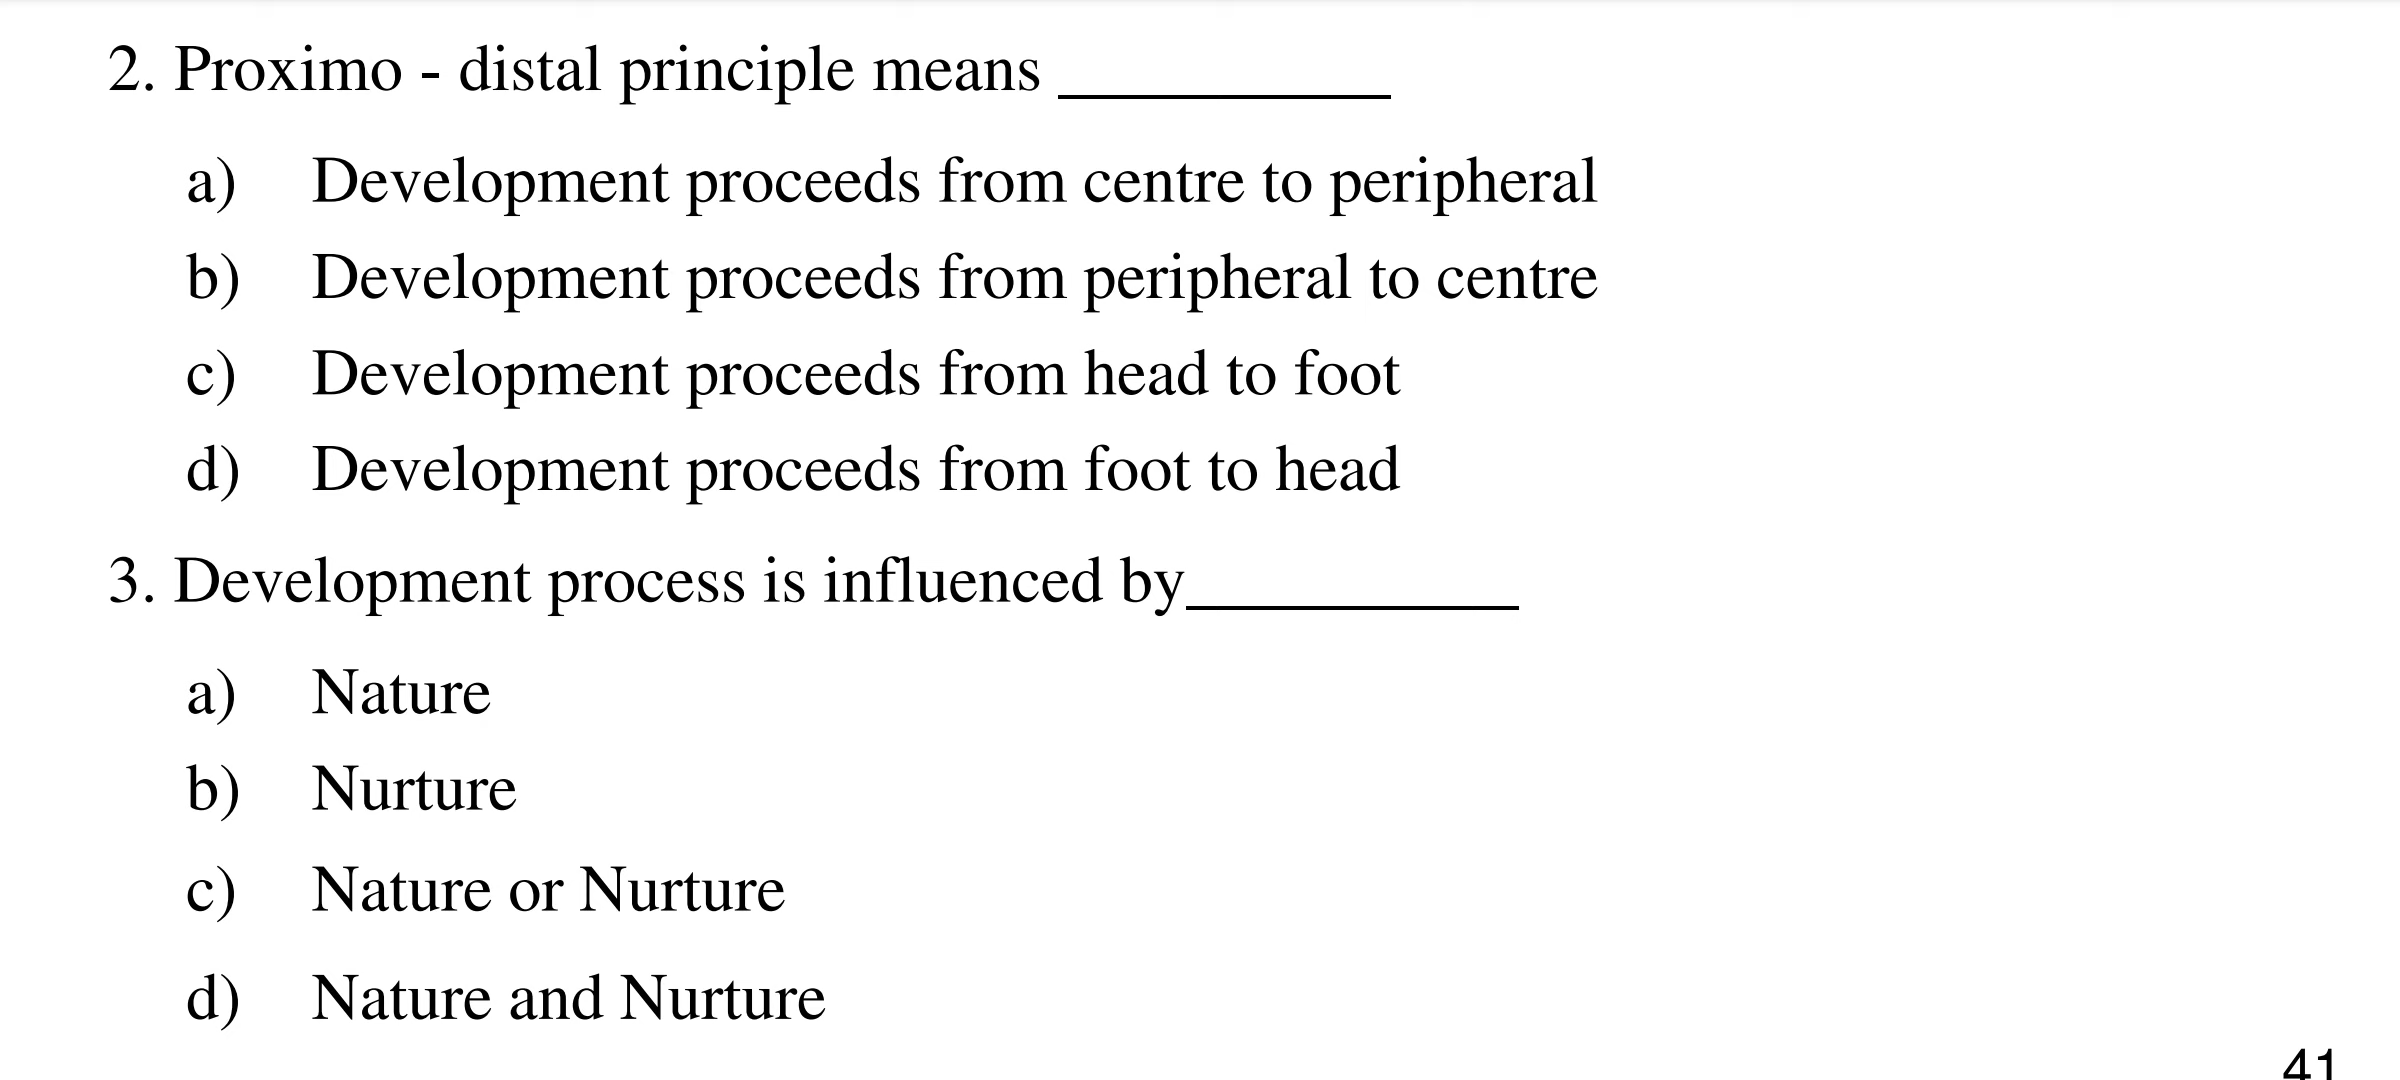 2. Proximo - distal principle means __________
a) Development proceeds from centre to peripheral
b) Development proceeds from peripheral to centre
c) Development proceeds from head to foot
d) Development proceeds from foot to head
3. Development process is influenced by__________
a) Nature
b) Nurture
c) Nature or Nurture
d) Nature and Nurture
41